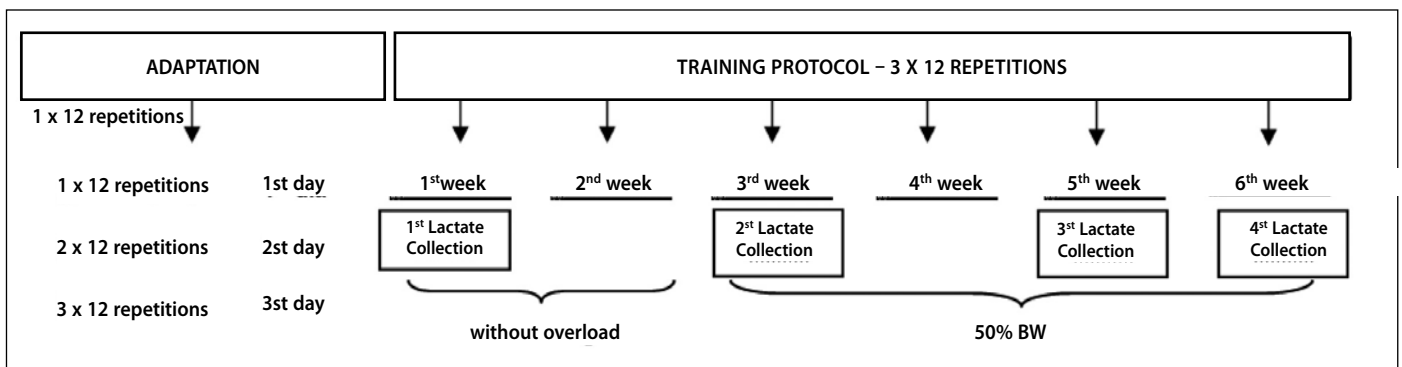 ADAPTATION
TRAINING PROTOCOL – 3 X 12 REPETITIONS
1 x 12 repetitions
1 x 12 repetitions 1st day 1stweek 2nd week 3rd week 4th week 5th week 6th week
1st Lactate
Collection
2st Lactate
Collection
3st Lactate
Collection
4st Lactate
Collection
2 x 12 repetitions 2st day
3 x 12 repetitions 3st day
without overload
50% BW